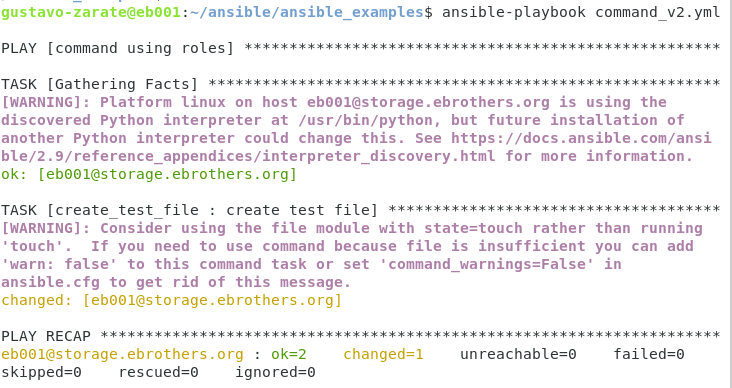 gustavo-zarate@eb001:~/ansible/ansible_examples$ ansible-playbook command_v2.yml
PLAY [command using roles] *****************************************************
TASK [Gathering Facts] *********************************************************
[WARNING]: Platform linux on host eb001@storage.ebrothers.org is using the
discovered Python interpreter at /usr/bin/python, but future installation of
another Python interpreter could change this. See https://docs.ansible.com/ansi
ble/2.9/reference_appendices/interpreter_discovery.html for more information.
ok: [eb001@storage.ebrothers.org]
TASK [create_test_file : create test file] *************************************
[WARNING]: Consider using the file module with state=touch rather than running
'touch'.  If you need to use command because file is insufficient you can add
'warn: false' to this command task or set 'command_warnings=False' in
ansible.cfg to get rid of this message.
changed: [eb001@storage.ebrothers.org]
PLAY RECAP *********************************************************************
eb001@storage.ebrothers.org : ok=2    changed=1    unreachable=0    failed=0
skipped=0    rescued=0    ignored=0